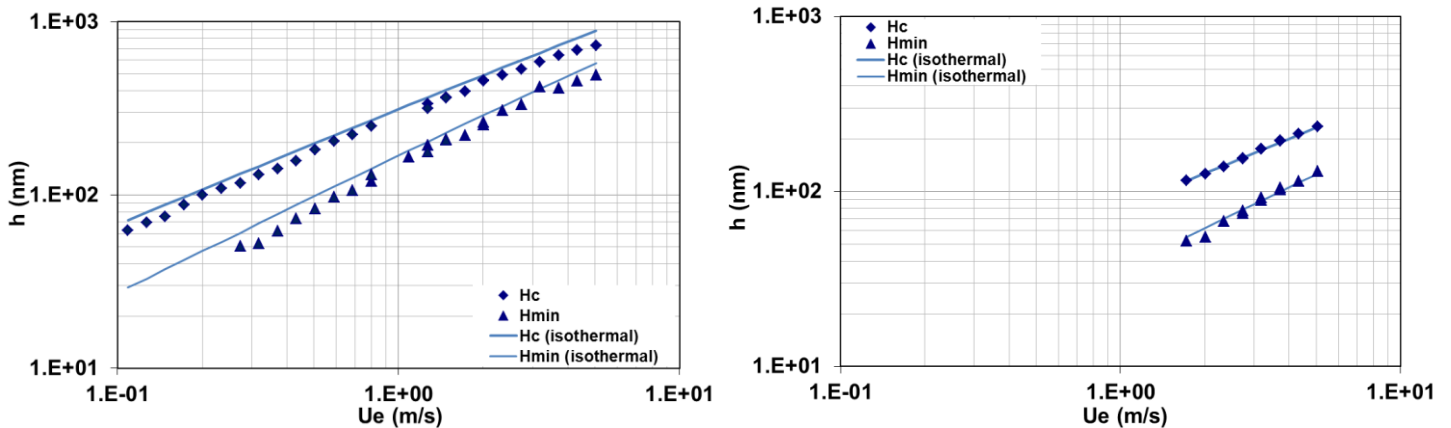 1.E+03
1.E+02
1.E+01
h (nm)
Hc
Hmin
Hc (isothermal)
Hmin (isothermal)
1.E-01
1.E+00
1.E+01
Ue (m/s)
1.E+03
1.E+02
1.E+01
h (nm)
Hc
Hmin
Hc (isothermal)
Hmin (isothermal)
1.E-01
1.E+00
1.E+01
Ue (m/s)